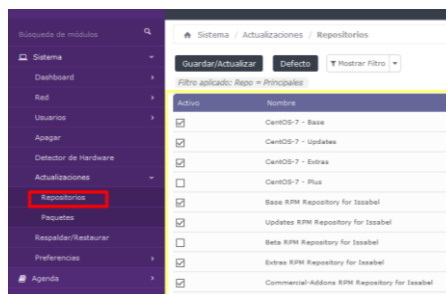 Búsqueda de módulos
Sistema
Dashboard
Red
Usuarios
Apagar
Detector de Hardware
Actualizaciones
Repositorios
Paquetes
Respaldar/Restaurar
Preferencias
Agenda
Sistema / Actualizaciones / Repositorios
Guardar/Actualizar Defecto Mostrar Filtro
Filtro aplicado: Repo = Principales
Activo Nombre
CentOS-7 - Base
CentOS-7 - Updates
CentOS-7 - Extras
CentOS-7 - Plus
Base RPM Repository for Issabel
Updates RPM Repository for Issabel
Beta RPM Repository for Issabel
Extras RPM Repository for Issabel
Commercial-Addons RPM Repository for Issabel